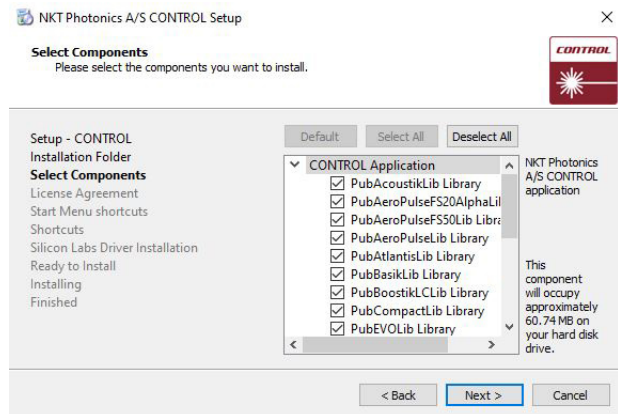 NKT Photonics A/S CONTROL Setup
Select Components
Please select the components you want to install.
CONTROL
Setup - CONTROL
Installation Folder
Select Components
License Agreement
Start Menu shortcuts
Shortcuts
Silicon Labs Driver Installation
Ready to Install
Installing
Finished
Default Select All Deselect All
CONTROL Application
PubAcoustikLib Library
PubAeroPulseFS20AlphaLil
PubAeroPulseFS50Lib Libra
PubAeroPulseLib Library
PubAtlantisLib Library
PubBasikLib Library
PubBoostikLCLib Library
PubCompactLib Library
PubEVOLib Library
NKT Photonics
A/S CONTROL
application
This
component
will occupy
approximately
60.74 MB on
your hard disk
drive.
< Back Next > Cancel